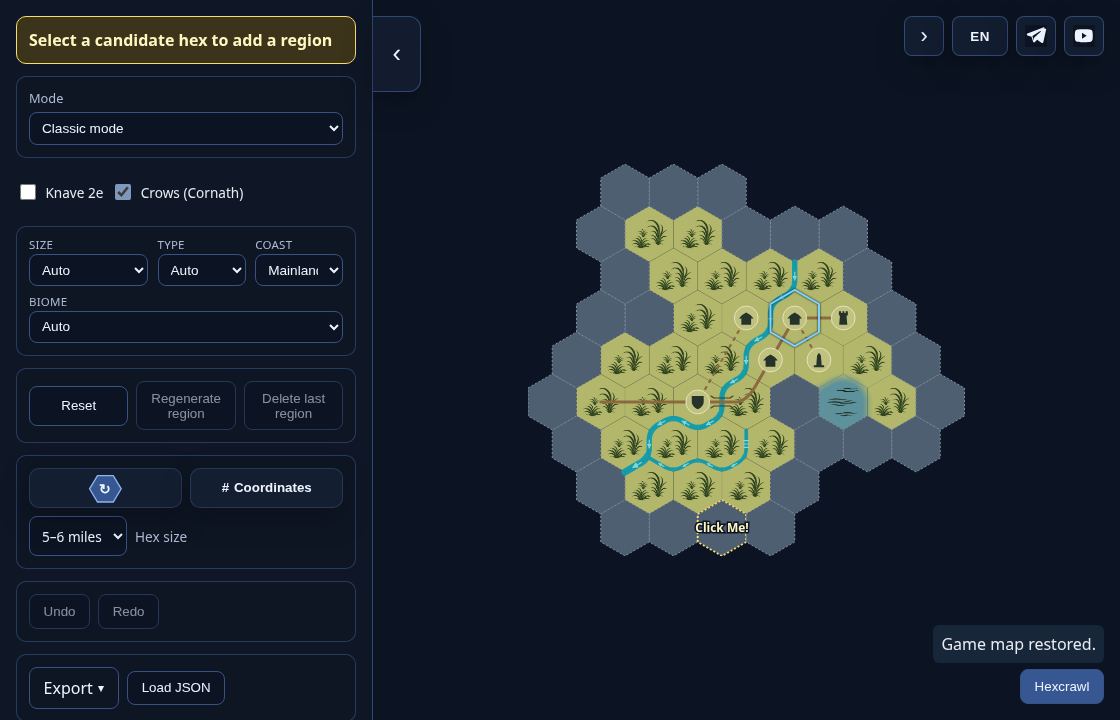 Select a candidate hex to add a region
Mode
Classic mode
Knave 2e
Crows (Cornath)
SIZE
TYPE
COAST
Auto
Auto
Mainland
BIOME
Auto
Reset
Regenerate
region
Delete last
region
↻
# Coordinates
5–6 miles
Hex size
Undo
Redo
Export ▾
Load JSON
‹
›
EN
Click Me!
Game map restored.
Hexcrawl